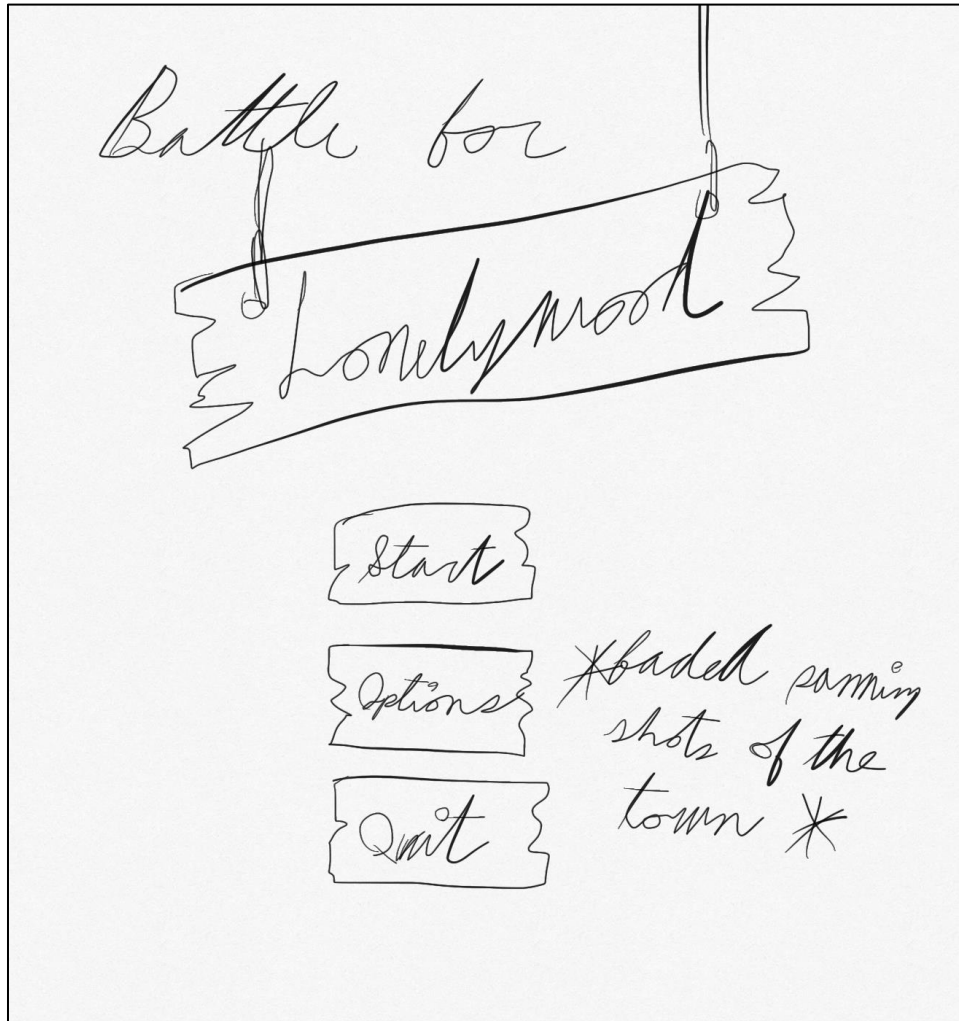 Battle for
Lonelywood
Start
Options
Quit
*faded panning
shots of the
town *